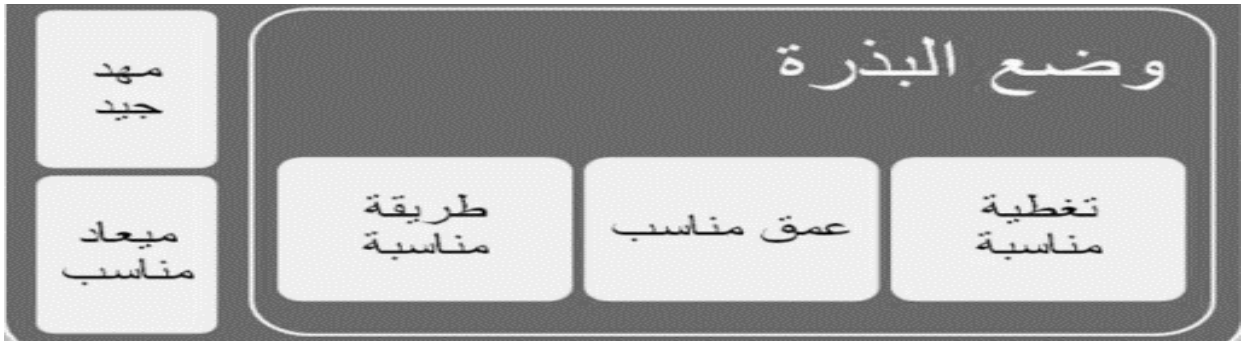 وضع البذرة
تغطية
مناسبة
عمق مناسب
طريقة
مناسبة
مهد
جيد
ميعاد
مناسب